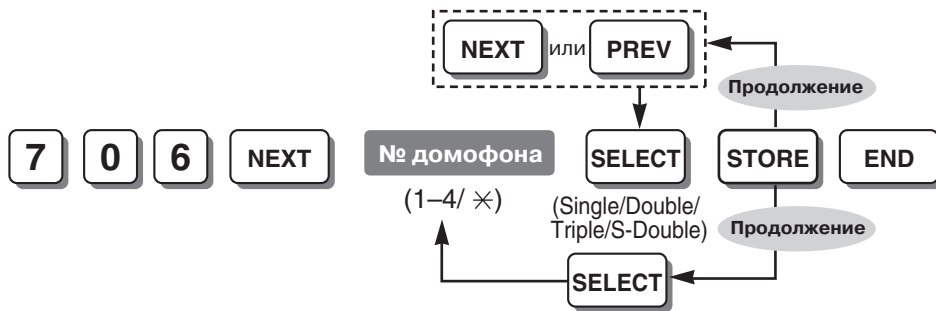 NEXT или PREV
Продолжение
7 0 6 NEXT № домофона SELECT STORE END
(1–4/ ✳) (Single/Double/
Triple/S-Double)
Продолжение
SELECT